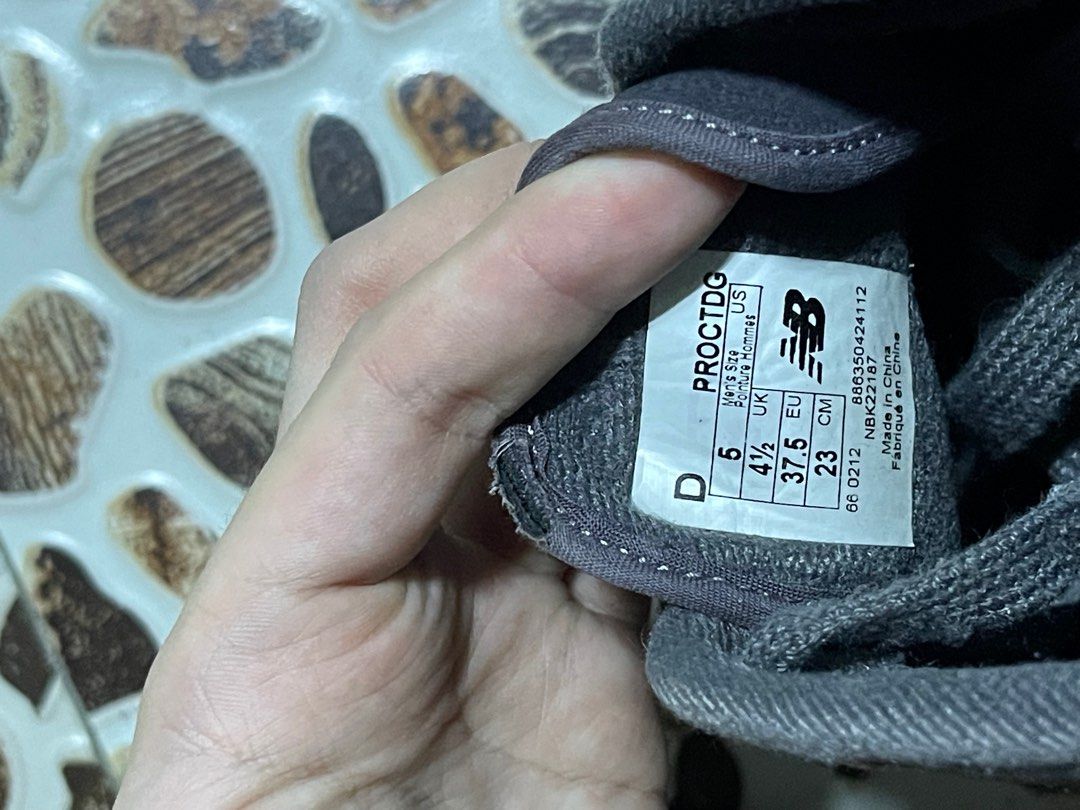 PROCTDG
D
Men's Size US
Pointure Hommes
5
4½ UK
37.5 EU
23 CM
NB
66 0212 886350424112
NBK22187
Made in China
Fabriqué en Chine